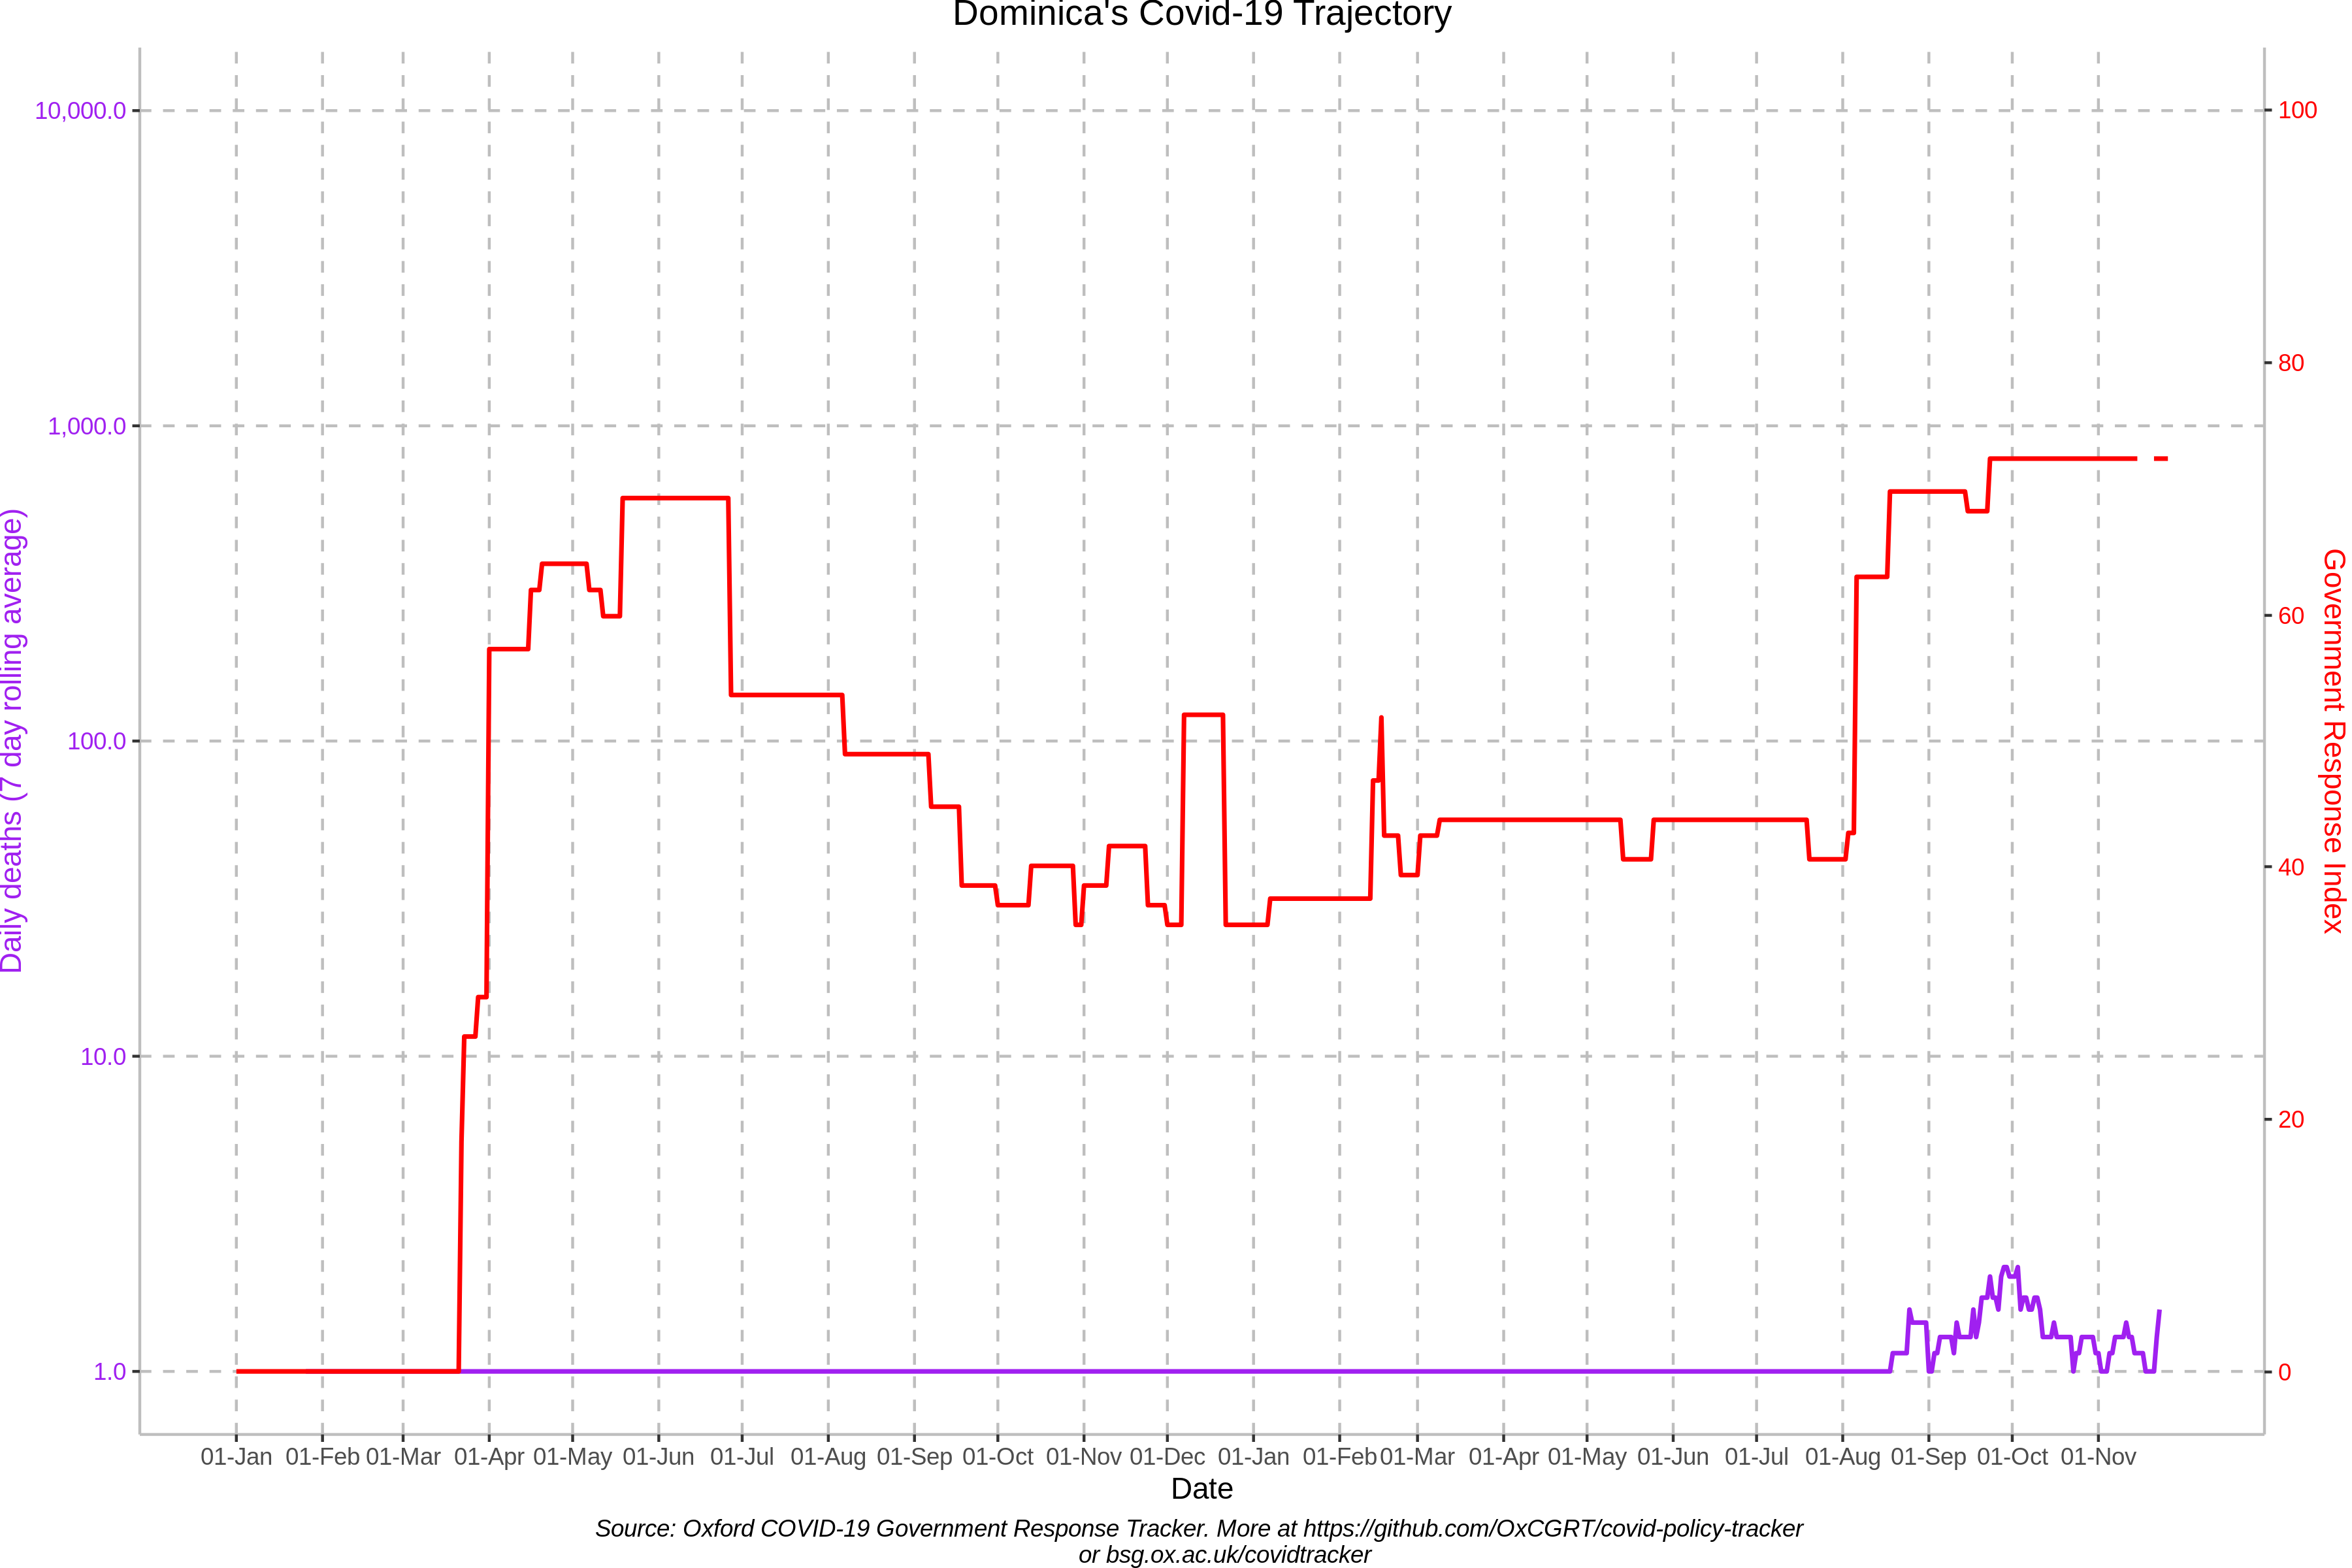 Dominica's Covid-19 Trajectory
10,000.0
1,000.0
100.0
10.0
1.0
Daily deaths (7 day rolling average)
100
80
60
40
20
0
Government Response Index
01-Jan 01-Feb 01-Mar 01-Apr 01-May 01-Jun 01-Jul 01-Aug 01-Sep 01-Oct 01-Nov 01-Dec 01-Jan 01-Feb 01-Mar 01-Apr 01-May 01-Jun 01-Jul 01-Aug 01-Sep 01-Oct 01-Nov
Date
Source: Oxford COVID-19 Government Response Tracker. More at https://github.com/OxCGRT/covid-policy-tracker
or bsg.ox.ac.uk/covidtracker